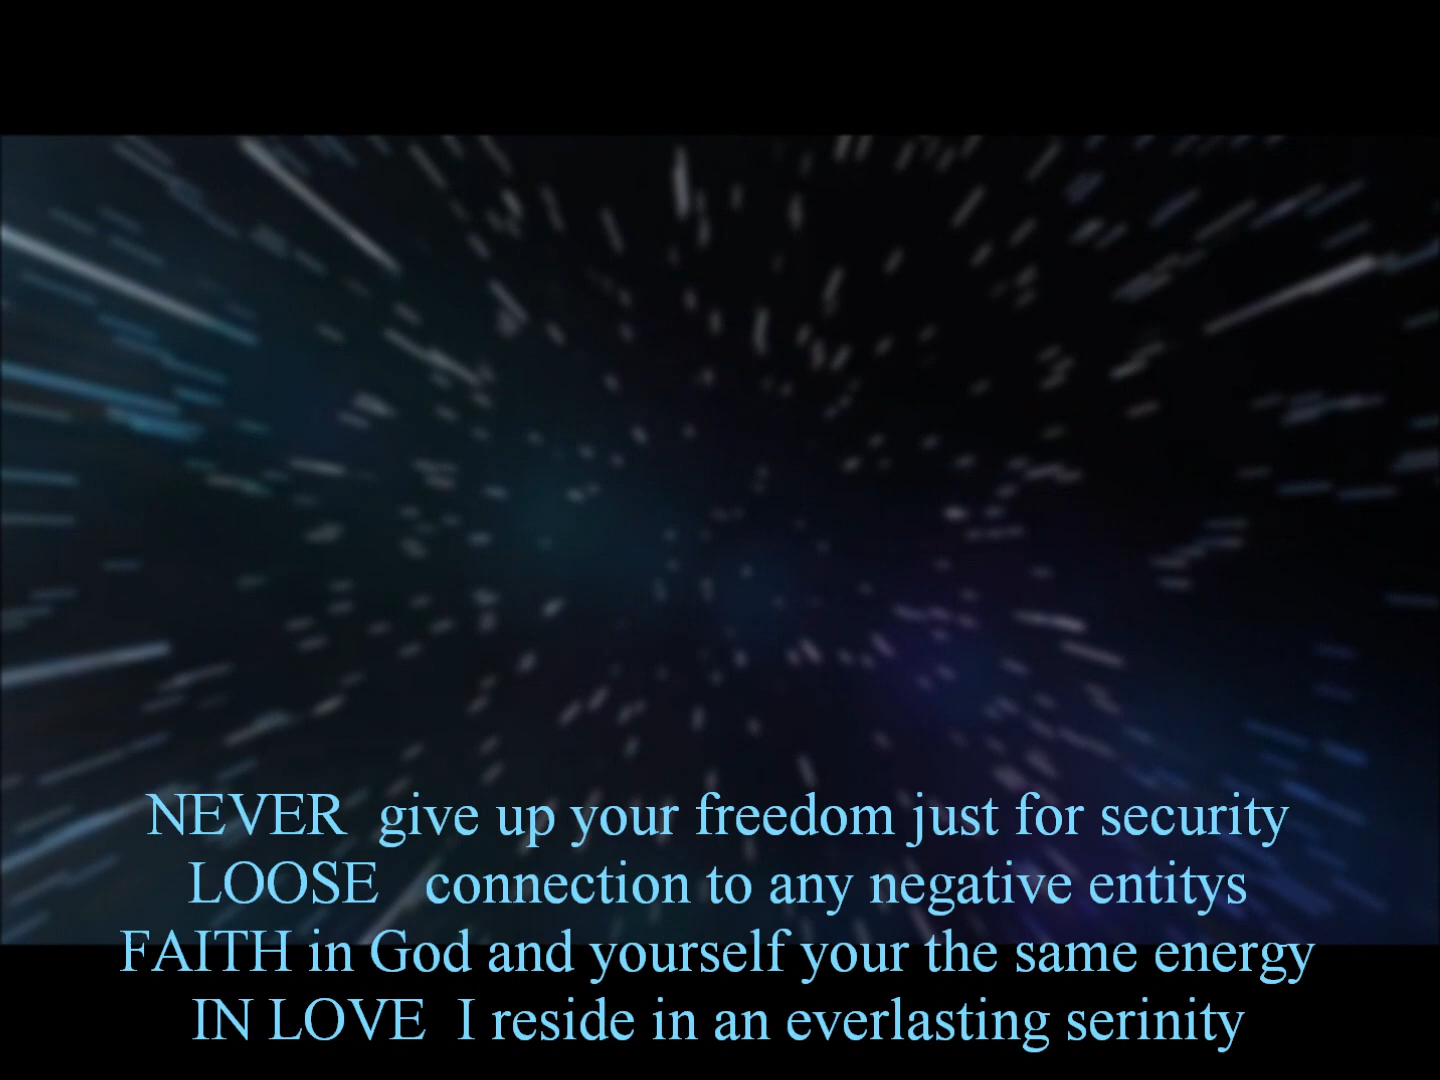 NEVER  give up your freedom just for security
LOOSE   connection to any negative entitys
FAITH in God and yourself your the same energy
IN LOVE  I reside in an everlasting serinity